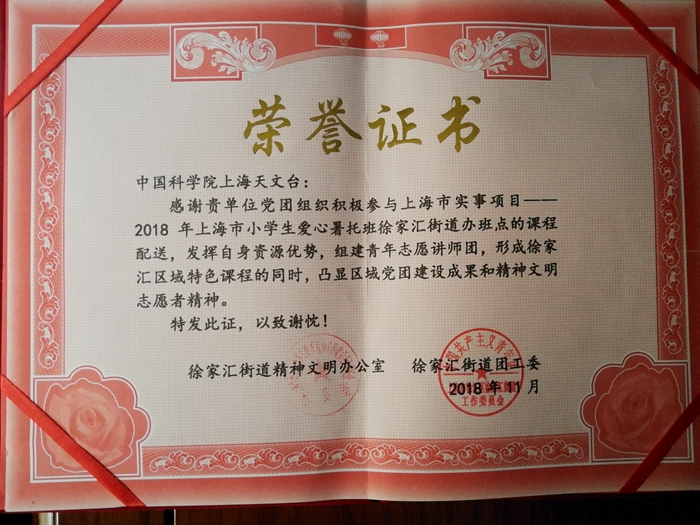 荣誉证书
中国科学院上海天文台：
感谢贵单位党团组织积极参与上海市实事项目——
2018 年上海市小学生爱心暑托班徐家汇街道办班点的课程
配送，发挥自身资源优势，组建青年志愿讲师团，形成徐家
汇区域特色课程的同时，凸显区域党团建设成果和精神文明
志愿者精神。
特发此证，以致谢忱！
徐家汇街道精神文明办公室 徐家汇街道团工委
2018 年 11 月
工作委员会